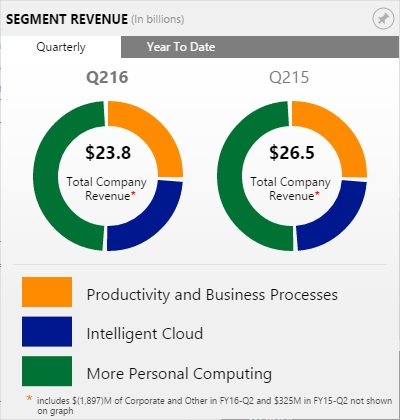 SEGMENT REVENUE (In billions)
Quarterly Year To Date
Q216 Q215
$23.8 $26.5
Total Company Total Company
Revenue* Revenue*
Productivity and Business Processes
Intelligent Cloud
More Personal Computing
* includes $(1,897)M of Corporate and Other in FY16-Q2 and $325M in FY15-Q2 not shown
on graph